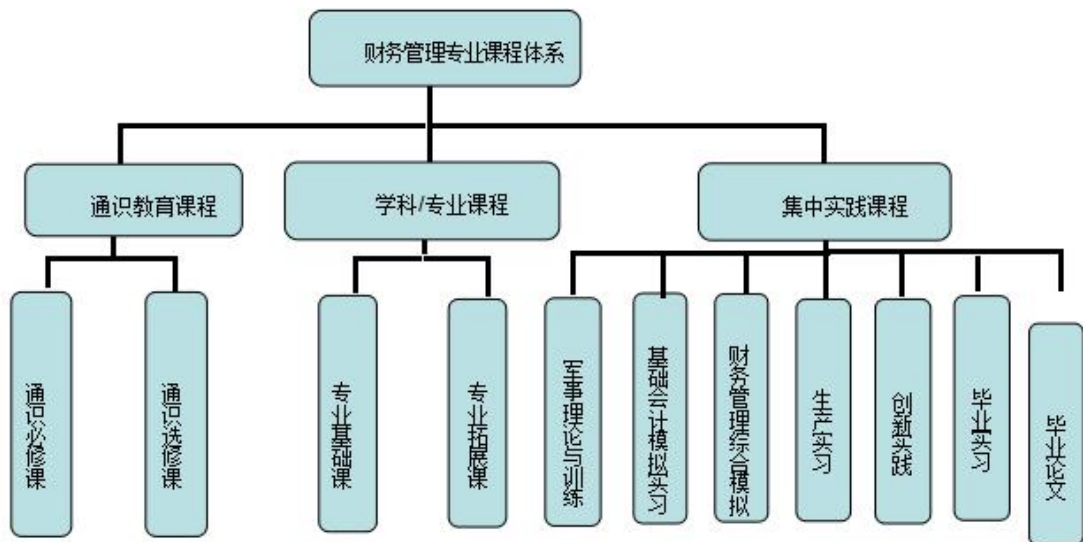 财务管理专业课程体系
通识教育课程
学科/专业课程
集中实践课程
通识必修课
通识选修课
专业基础课
专业拓展课
军事理论与训练
基础会计模拟实习
财务管理综合模拟
生产实习
创新实践
毕业实习
毕业论文